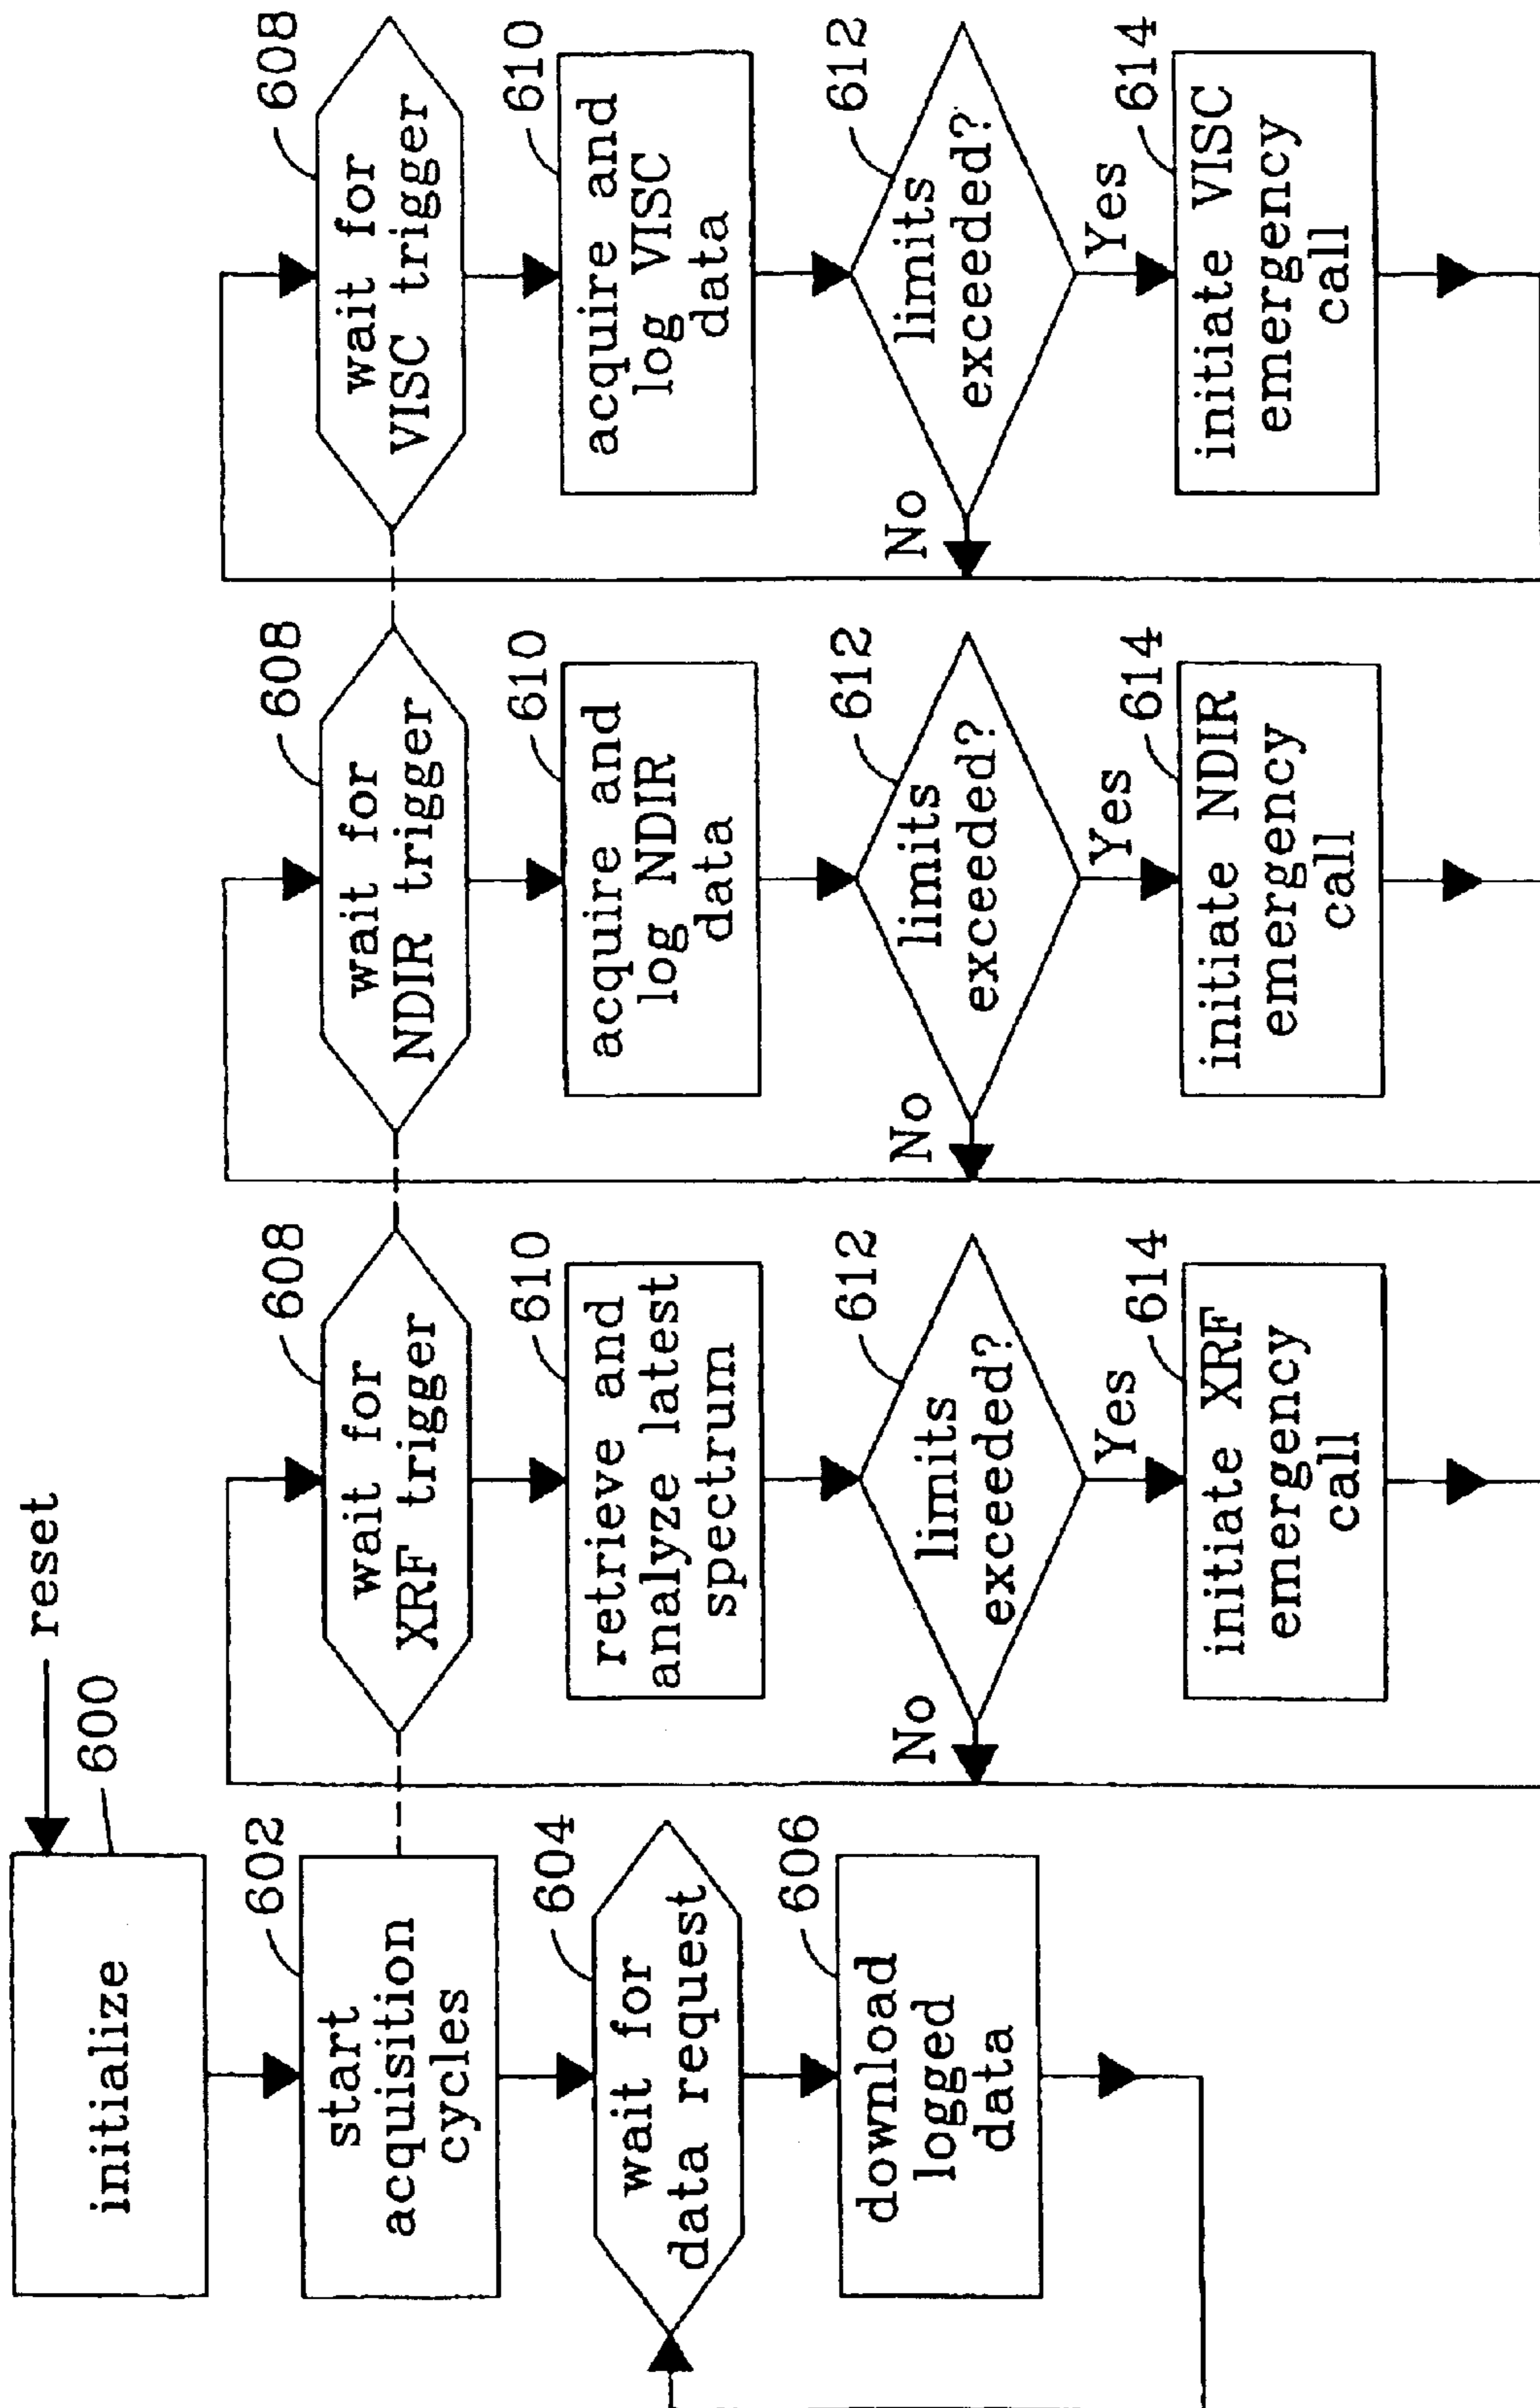 reset
600
initialize
602
start
acquisition
cycles
604
wait for
data request
606
download
logged
data
608
wait for
XRF trigger
610
retrieve and
analyze latest
spectrum
612
limits
exceeded?
No
Yes
614
initiate XRF
emergency
call
608
wait for
NDIR trigger
610
acquire and
log NDIR
data
612
limits
exceeded?
No
Yes
614
initiate NDIR
emergency
call
608
wait for
VISC trigger
610
acquire and
log VISC
data
612
limits
exceeded?
No
Yes
614
initiate VISC
emergency
call